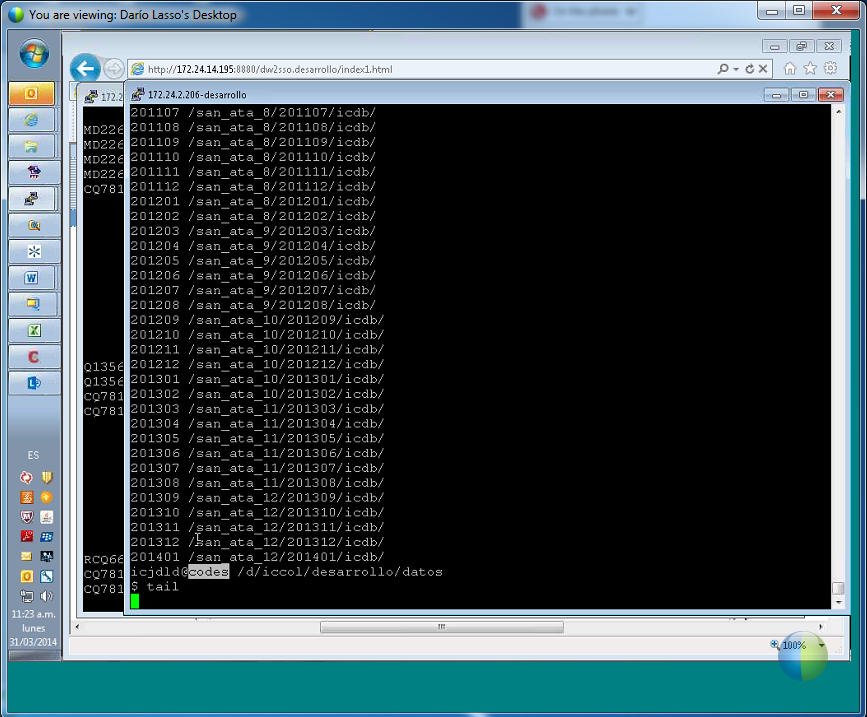 You are viewing: Darío Lasso's Desktop
http://172.24.14.195:8080/dw2sso.desarrollo/index1.html
172.2
172.24.2.206-desarrollo
MD226
MD226
MD226
MD226
CQ781
Q1356
Q1356
CQ781
CQ781
RCQ66
CQ781
CQ781
201107 /san_ata_8/201107/icdb/
201108 /san_ata_8/201108/icdb/
201109 /san_ata_8/201109/icdb/
201110 /san_ata_8/201110/icdb/
201111 /san_ata_8/201111/icdb/
201112 /san_ata_8/201112/icdb/
201201 /san_ata_8/201201/icdb/
201202 /san_ata_8/201202/icdb/
201203 /san_ata_9/201203/icdb/
201204 /san_ata_9/201204/icdb/
201205 /san_ata_9/201205/icdb/
201206 /san_ata_9/201206/icdb/
201207 /san_ata_9/201207/icdb/
201208 /san_ata_9/201208/icdb/
201209 /san_ata_10/201209/icdb/
201210 /san_ata_10/201210/icdb/
201211 /san_ata_10/201211/icdb/
201212 /san_ata_10/201212/icdb/
201301 /san_ata_10/201301/icdb/
201302 /san_ata_10/201302/icdb/
201303 /san_ata_11/201303/icdb/
201304 /san_ata_11/201304/icdb/
201305 /san_ata_11/201305/icdb/
201306 /san_ata_11/201306/icdb/
201307 /san_ata_11/201307/icdb/
201308 /san_ata_11/201308/icdb/
201309 /san_ata_12/201309/icdb/
201310 /san_ata_12/201310/icdb/
201311 /san_ata_12/201311/icdb/
201312 /san_ata_12/201312/icdb/
201401 /san_ata_12/201401/icdb/
icjdld@codes /d/iccol/desarrollo/datos
$ tail
ES
11:23 a.m.
lunes
31/03/2014
100%